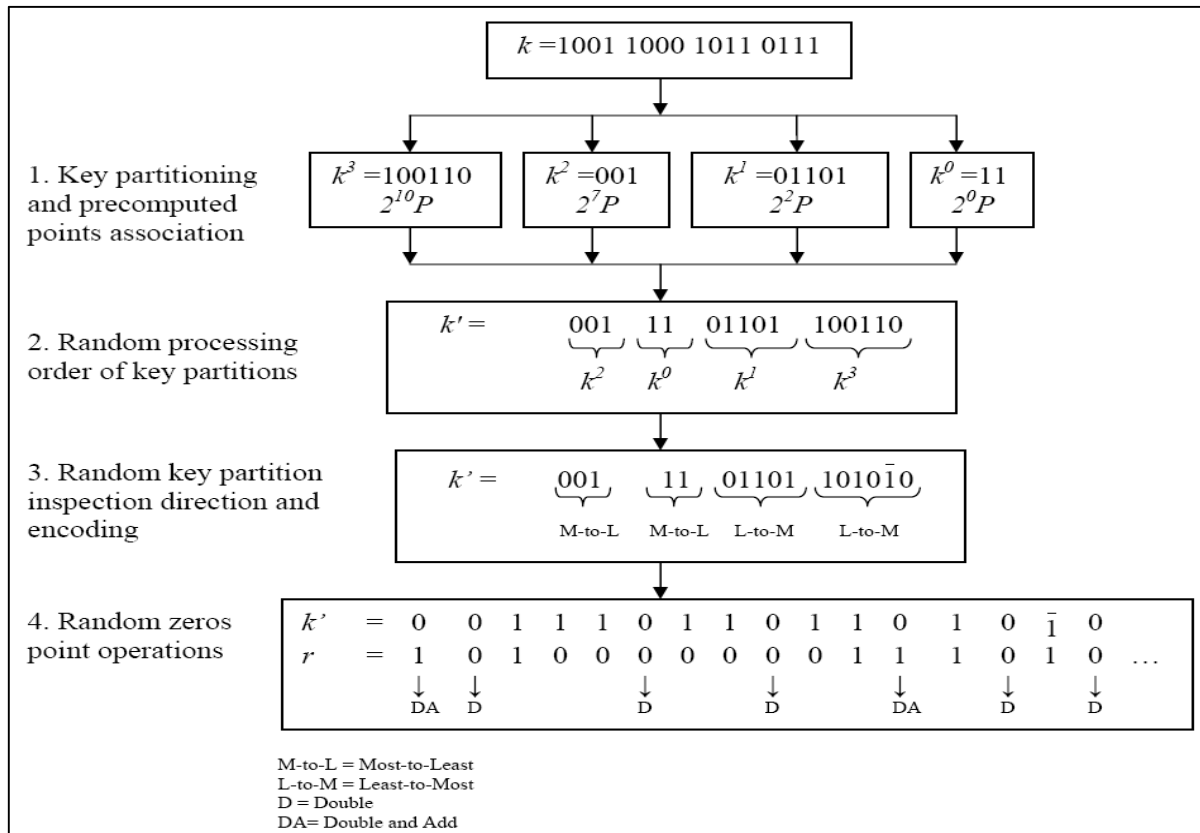 k =1001 1000 1011 0111
1. Key partitioning
and precomputed
points association
k³ =100110
2¹⁰P
k² =001
2⁷P
k¹ =01101
2²P
k⁰ =11
2⁰P
2. Random processing
order of key partitions
k' = 001 11 01101 100110
k² k⁰ k¹ k³
3. Random key partition
inspection direction and
encoding
k’ = 001 11 01101 10101̄0
M-to-L M-to-L L-to-M L-to-M
4. Random zeros
point operations
k’ = 0 0 1 1 1 0 1 1 0 1 1 0 1 0 1̄ 0
r = 1 0 1 0 0 0 0 0 0 0 1 1 1 0 1 0 …
↓ ↓ ↓ ↓ ↓ ↓ ↓
DA D D D DA D D
M-to-L = Most-to-Least
L-to-M = Least-to-Most
D = Double
DA= Double and Add